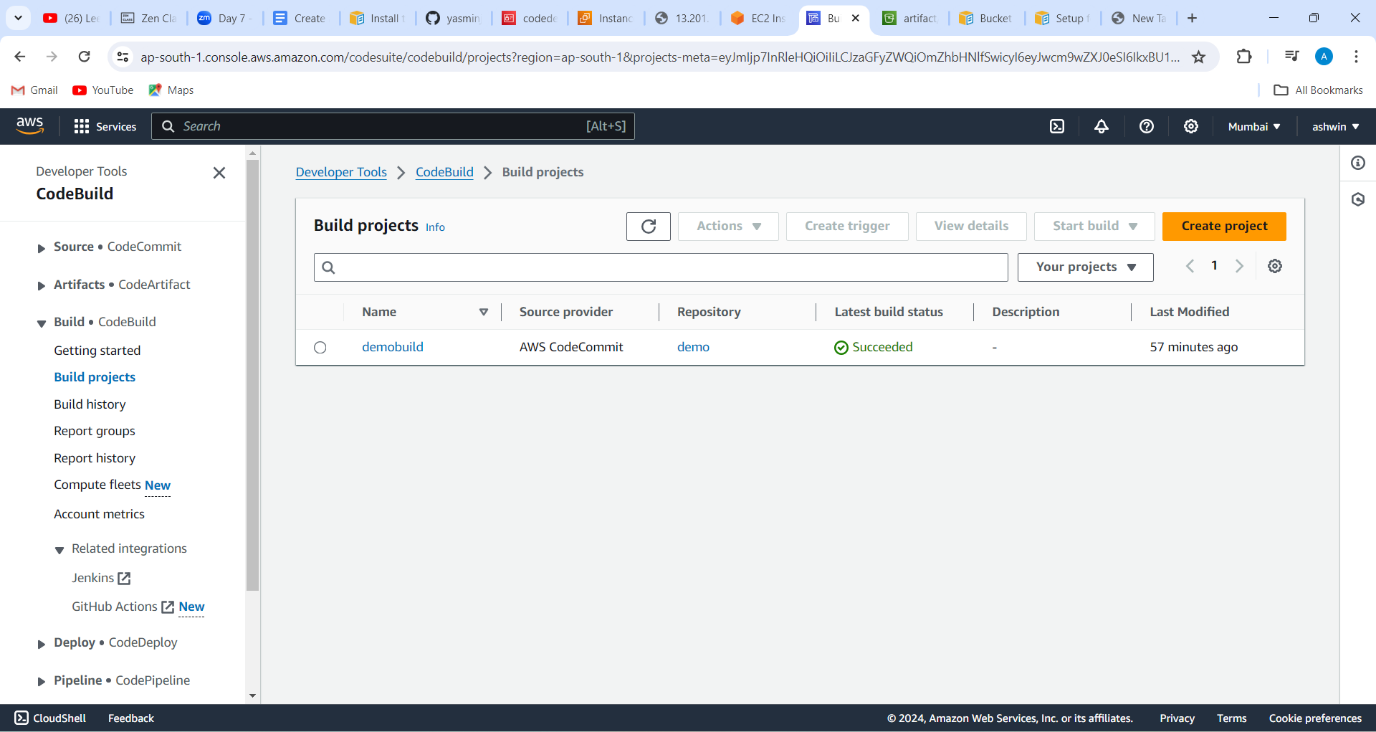 (26) Le
Zen Cla
zm Day 7
Create
Install
yasmin
codede
Instanc
13.201.
EC2 Ins
Bu
artifact
Bucket
Setup f
New Ta
ap-south-1.console.aws.amazon.com/codesuite/codebuild/projects?region=ap-south-1&projects-meta=
A
Gmail YouTube Maps All Bookmarks
aws Services Search [Alt+S] Mumbai ashwin
Developer Tools
CodeBuild
Source • CodeCommit
Artifacts • CodeArtifact
Build • CodeBuild
Getting started
Build projects
Build history
Report groups
Report history
Compute fleets New
Account metrics
Related integrations
Jenkins
GitHub Actions New
Deploy • CodeDeploy
Pipeline • CodePipeline
Developer Tools CodeBuild Build projects
Build projects Info Actions Create trigger View details Start build Create project
Your projects 1
Name Source provider Repository Latest build status Description Last Modified
demobuild AWS CodeCommit demo Succeeded - 57 minutes ago
CloudShell Feedback © 2024, Amazon Web Services, Inc. or its affiliates. Privacy Terms Cookie preferences